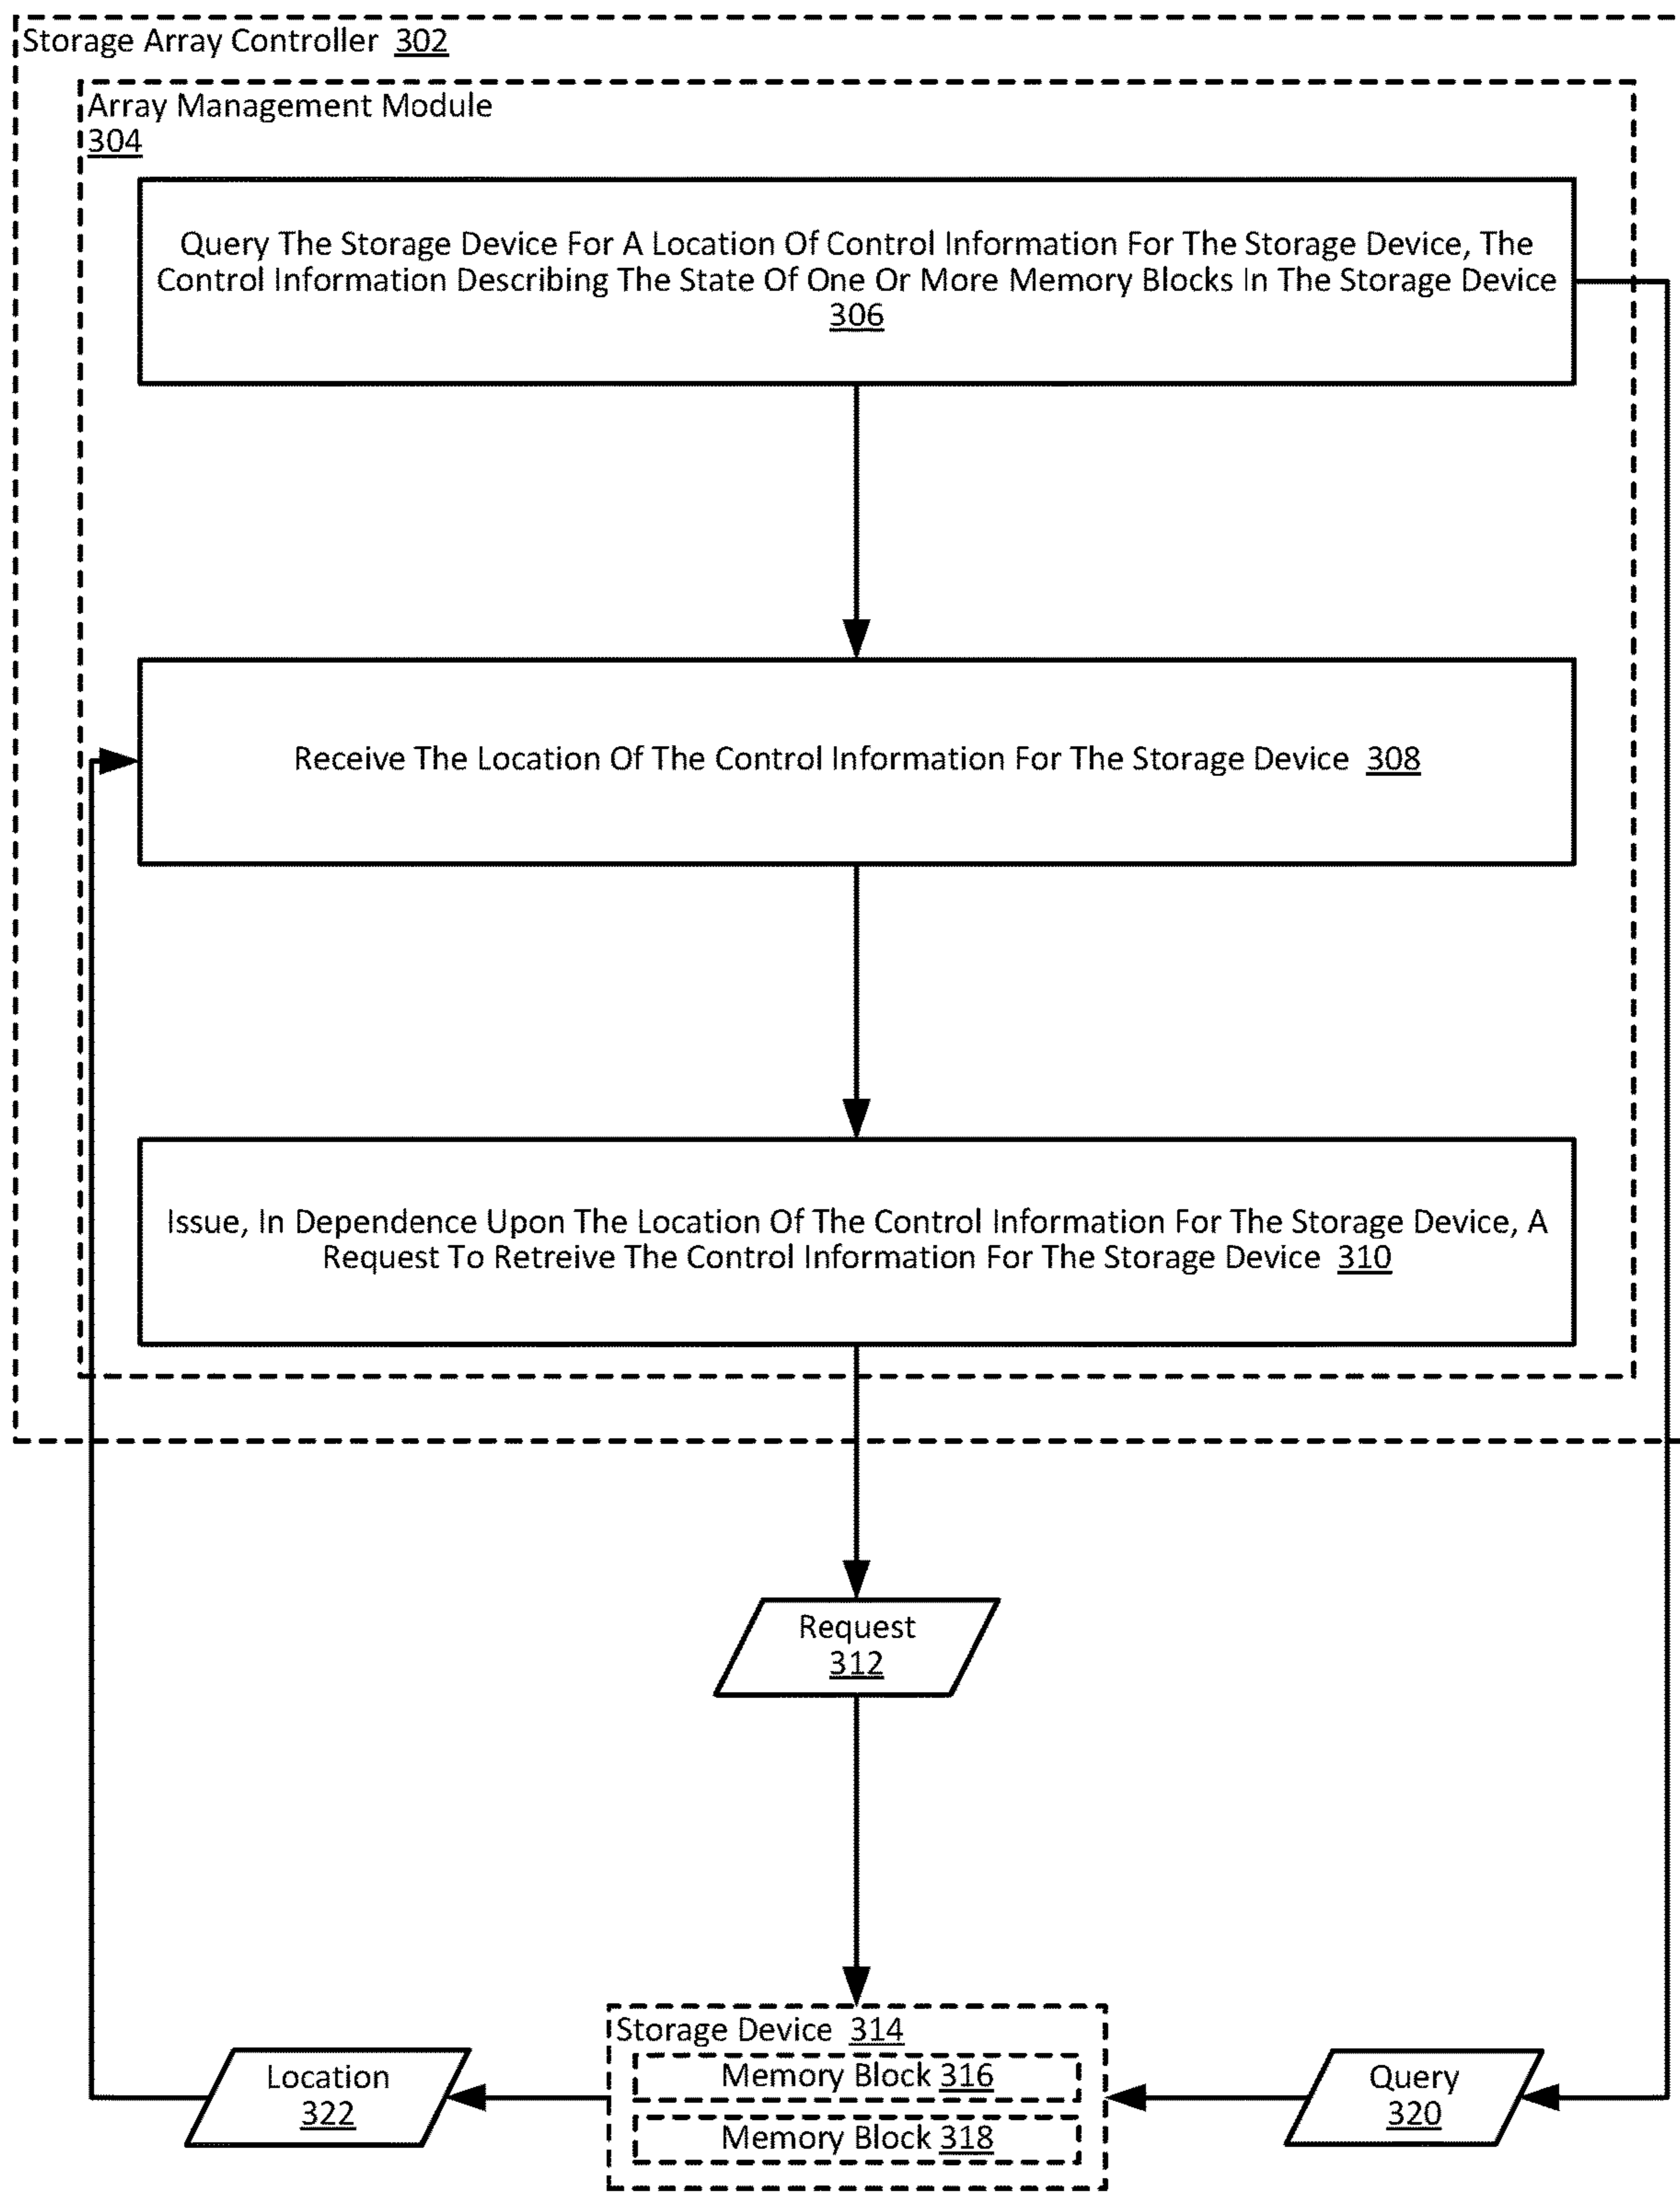 Storage Array Controller 302
Array Management Module
304
Query The Storage Device For A Location Of Control Information For The Storage Device, The
Control Information Describing The State Of One Or More Memory Blocks In The Storage Device
306
Receive The Location Of The Control Information For The Storage Device 308
Issue, In Dependence Upon The Location Of The Control Information For The Storage Device, A
Request To Retreive The Control Information For The Storage Device 310
Request
312
Storage Device 314
Memory Block 316
Memory Block 318
Location
322
Query
320